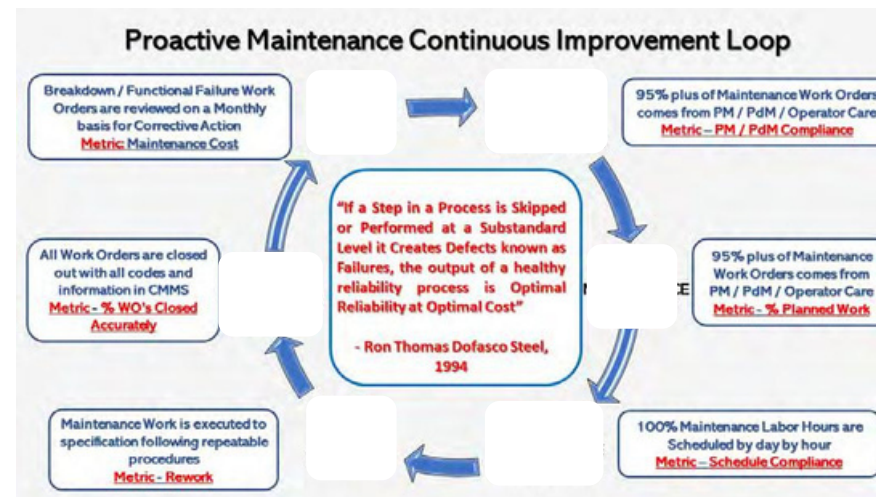 Proactive Maintenance Continuous Improvement Loop
Breakdown / Functional Failure Work
Orders are reviewed on a Monthly
basis for Corrective Action
Metric: Maintenance Cost
95% plus of Maintenance Work Orders
comes from PM / PdM / Operator Care
Metric – PM / PdM Compliance
"If a Step in a Process is Skipped
or Performed at a Substandard
Level it Creates Defects known as
Failures, the output of a healthy
reliability process is Optimal
Reliability at Optimal Cost"
- Ron Thomas Dofasco Steel,
1994
All Work Orders are closed
out with all codes and
information in CMMS
Metric - % WO's Closed
Accurately
95% plus of Maintenance
Work Orders comes from
PM / PdM / Operator Care
Metric - % Planned Work
Maintenance Work is executed to
specification following repeatable
procedures
Metric - Rework
100% Maintenance Labor Hours are
Scheduled by day by hour
Metric – Schedule Compliance